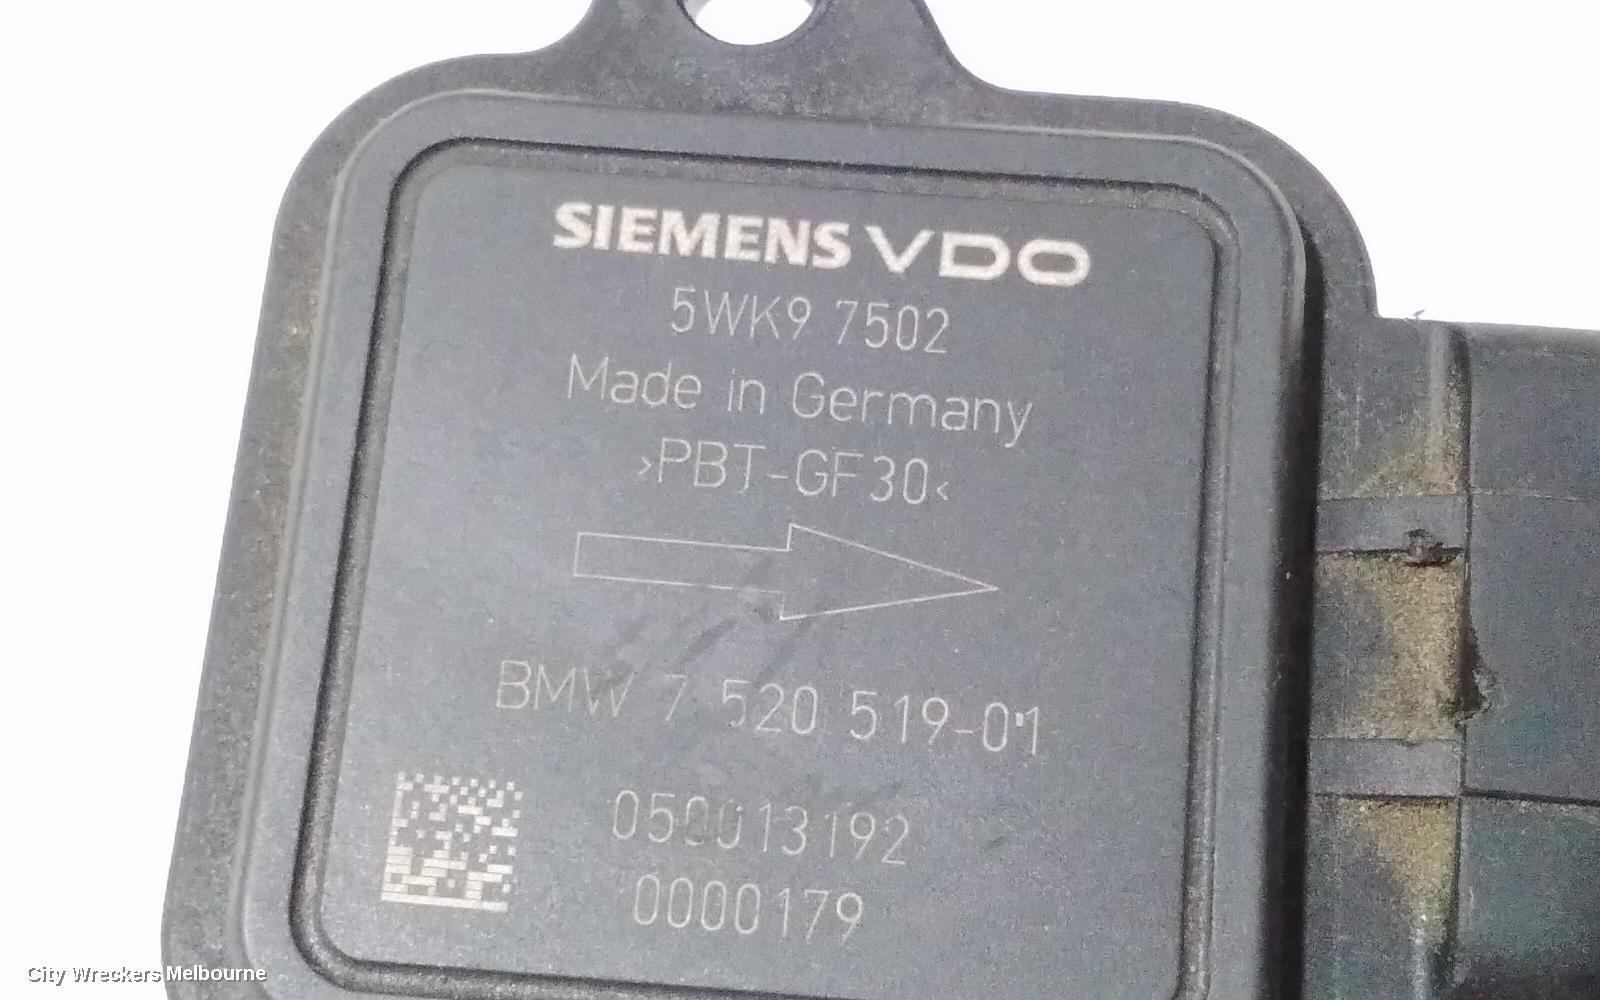 SIEMENS VDO
5WK9 7502
Made in Germany
>PBT-GF30<
BMW 7 520 519-01
050013192
0000179
City Wreckers Melbourne